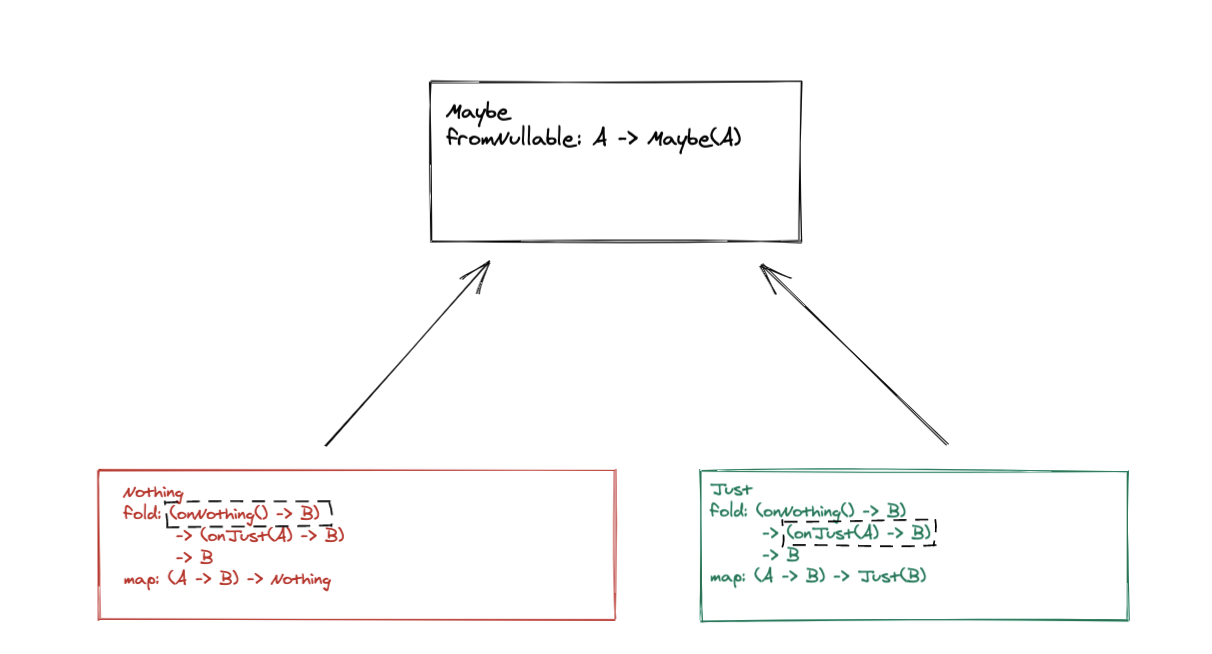 Maybe
fromNullable: A -> Maybe(A)
Nothing
fold: (onNothing() -> B)
-> (onJust(A) -> B)
-> B
map: (A -> B) -> Nothing
Just
fold: (onNothing() -> B)
-> (onJust(A) -> B)
-> B
map: (A -> B) -> Just(B)